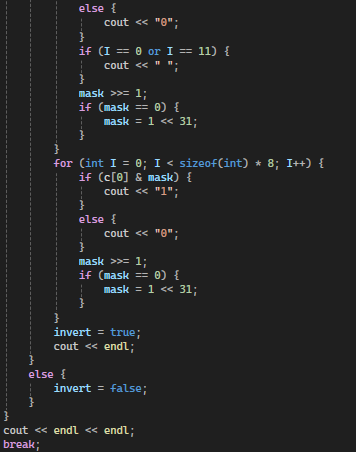 else {
cout << "0";
}
if (I == 0 or I == 11) {
cout << " ";
}
mask >>= 1;
if (mask == 0) {
mask = 1 << 31;
}
}
for (int I = 0; I < sizeof(int) * 8; I++) {
if (c[0] & mask) {
cout << "1";
}
else {
cout << "0";
}
mask >>= 1;
if (mask == 0) {
mask = 1 << 31;
}
}
invert = true;
cout << endl;
}
else {
invert = false;
}
}
cout << endl << endl;
break;